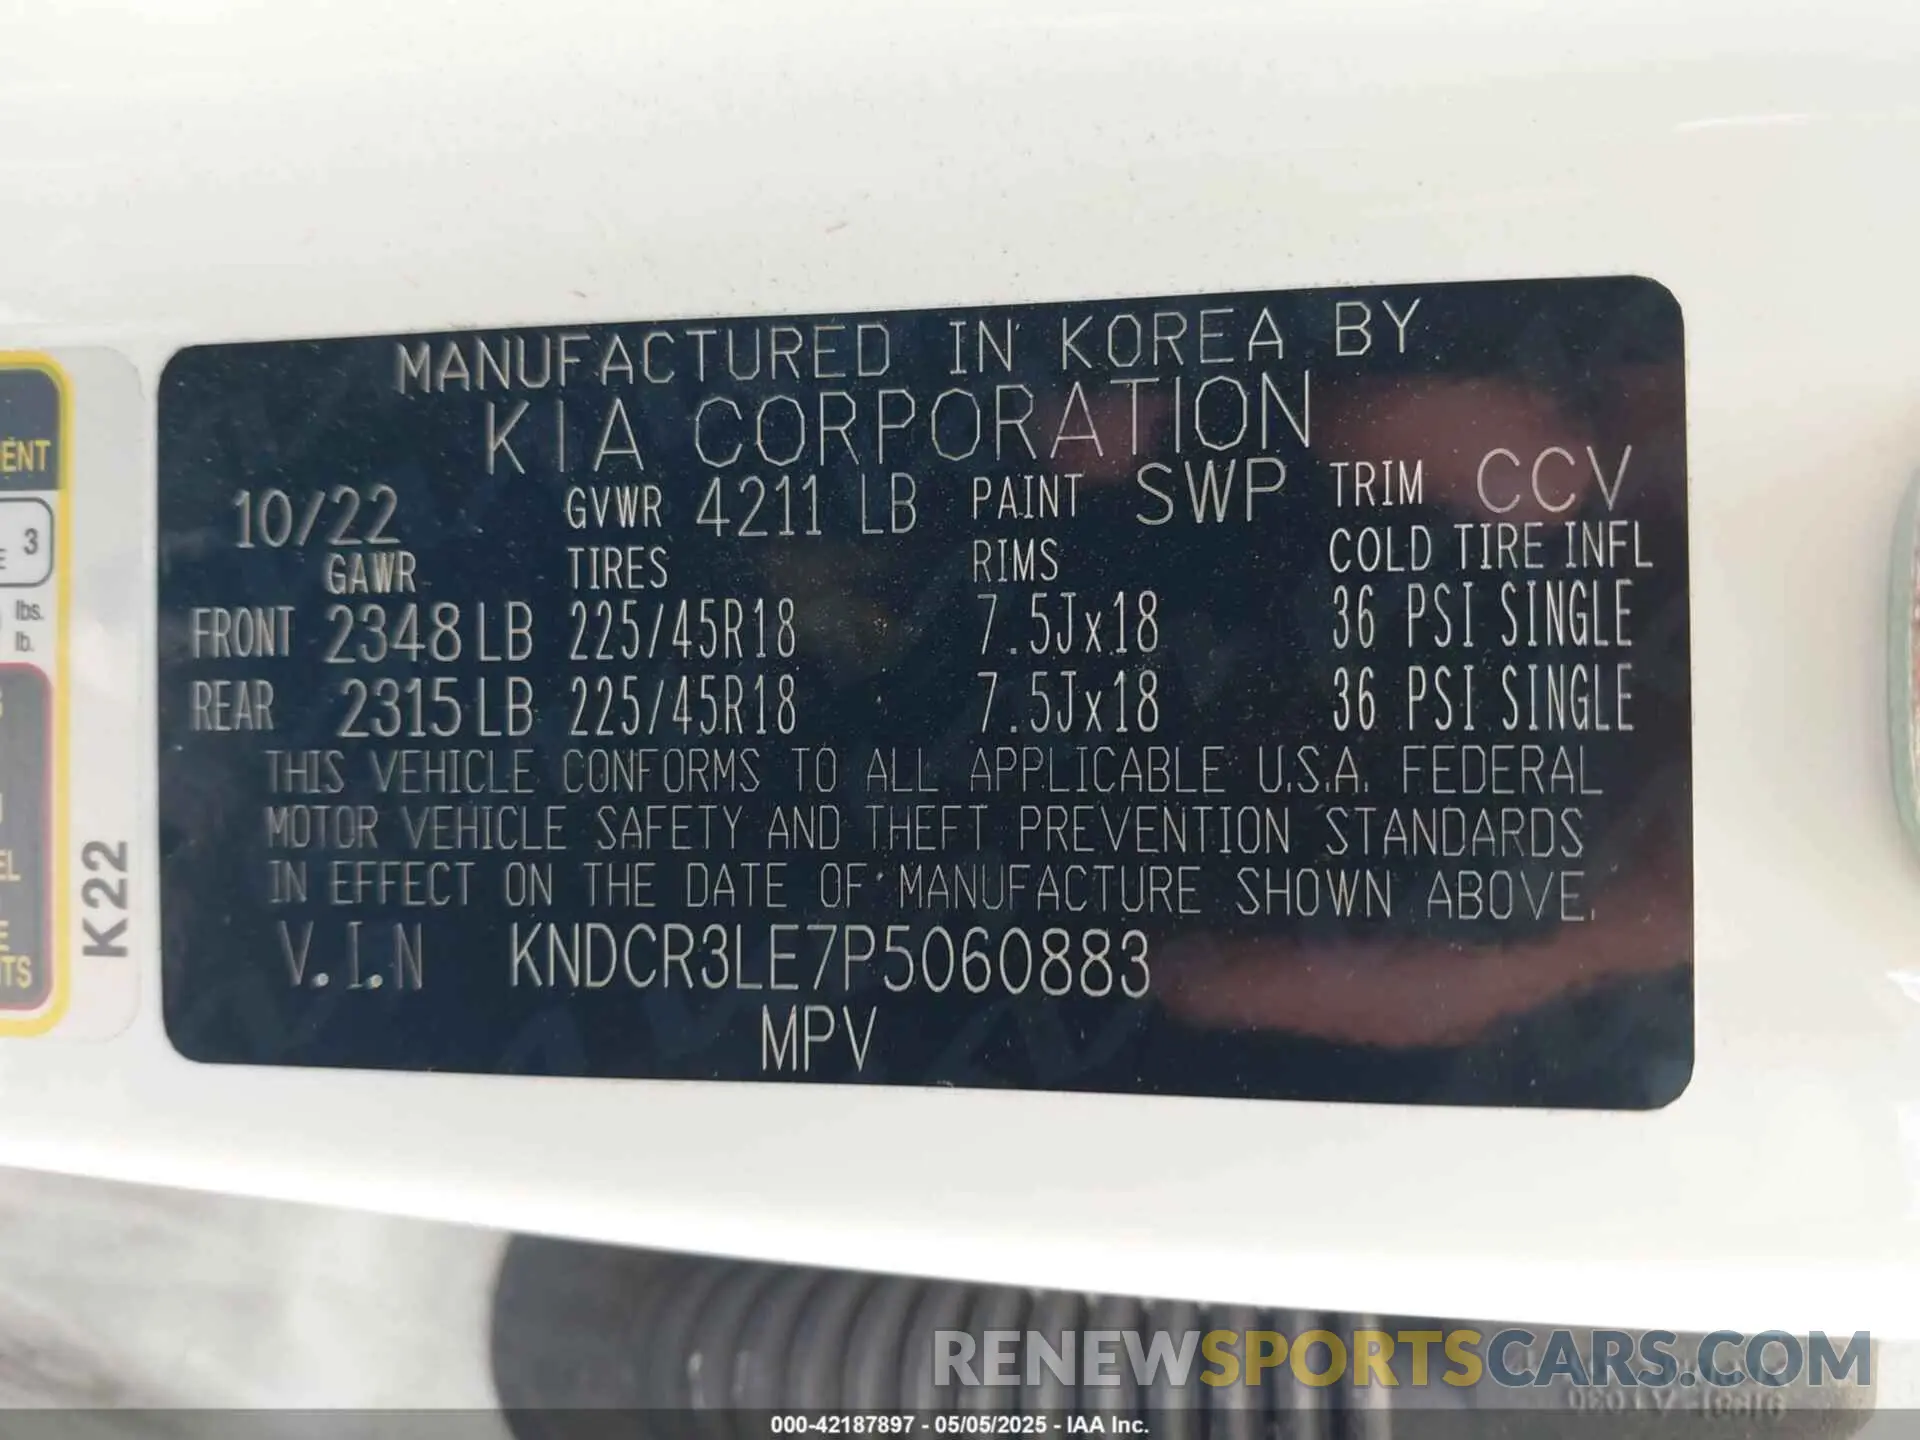 MANUFACTURED IN KOREA BY
KIA CORPORATION
10/22 GVWR 4211 LB PAINT SWP TRIM CCV
GAWR TIRES RIMS COLD TIRE INFL
FRONT 2348 LB 225/45R18 7.5Jx18 36 PSI SINGLE
REAR 2315 LB 225/45R18 7.5Jx18 36 PSI SINGLE
THIS VEHICLE CONFORMS TO ALL APPLICABLE U.S.A. FEDERAL
MOTOR VEHICLE SAFETY AND THEFT PREVENTION STANDARDS
IN EFFECT ON THE DATE OF MANUFACTURE SHOWN ABOVE.
V.I.N KNDCR3LE7P5060883
MPV
ENT
3
lbs.
lb.
K22
RENEWSPORTSCARS.COM
000-42187897 - 05/05/2025 - IAA Inc.